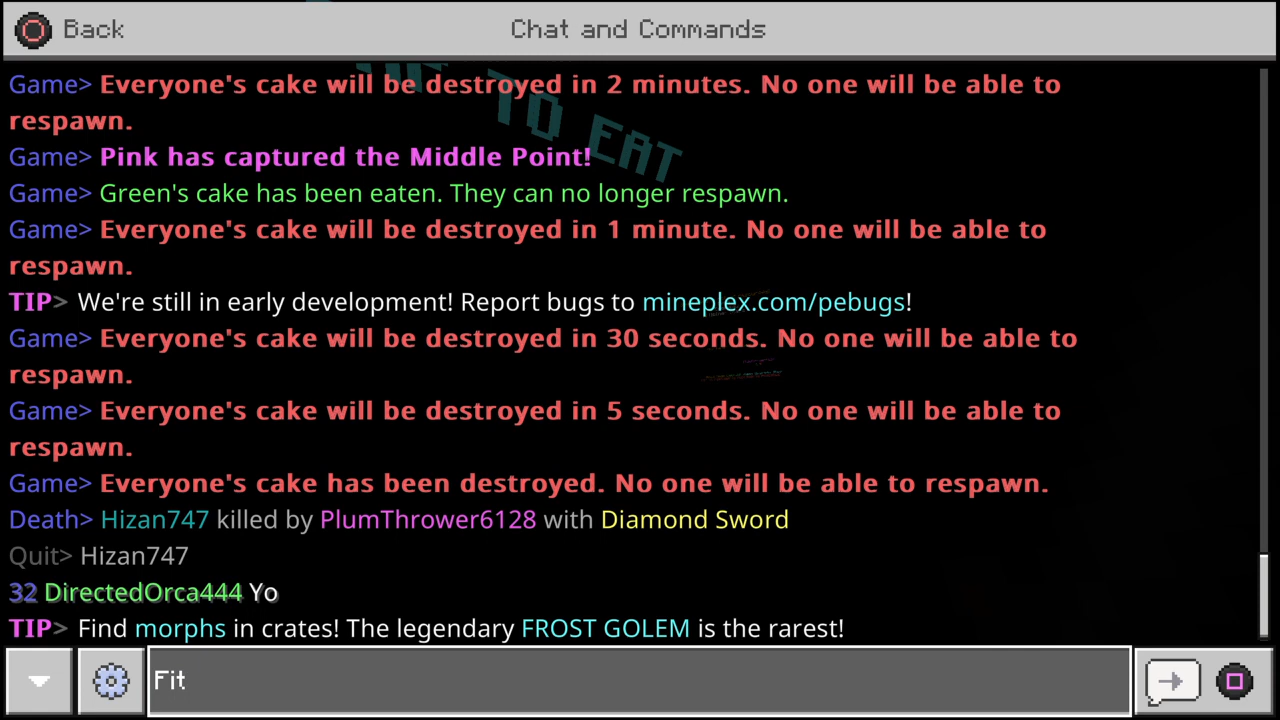 Back
Chat and Commands
TO EAT
Game> Everyone's cake will be destroyed in 2 minutes. No one will be able to
respawn.
Game> Pink has captured the Middle Point!
Game> Green's cake has been eaten. They can no longer respawn.
Game> Everyone's cake will be destroyed in 1 minute. No one will be able to
respawn.
TIP> We're still in early development! Report bugs to mineplex.com/pebugs!
Game> Everyone's cake will be destroyed in 30 seconds. No one will be able to
respawn.
Game> Everyone's cake will be destroyed in 5 seconds. No one will be able to
respawn.
Game> Everyone's cake has been destroyed. No one will be able to respawn.
Death> Hizan747 killed by PlumThrower6128 with Diamond Sword
Quit> Hizan747
32 DirectedOrca444 Yo
TIP> Find morphs in crates! The legendary FROST GOLEM is the rarest!
Fit